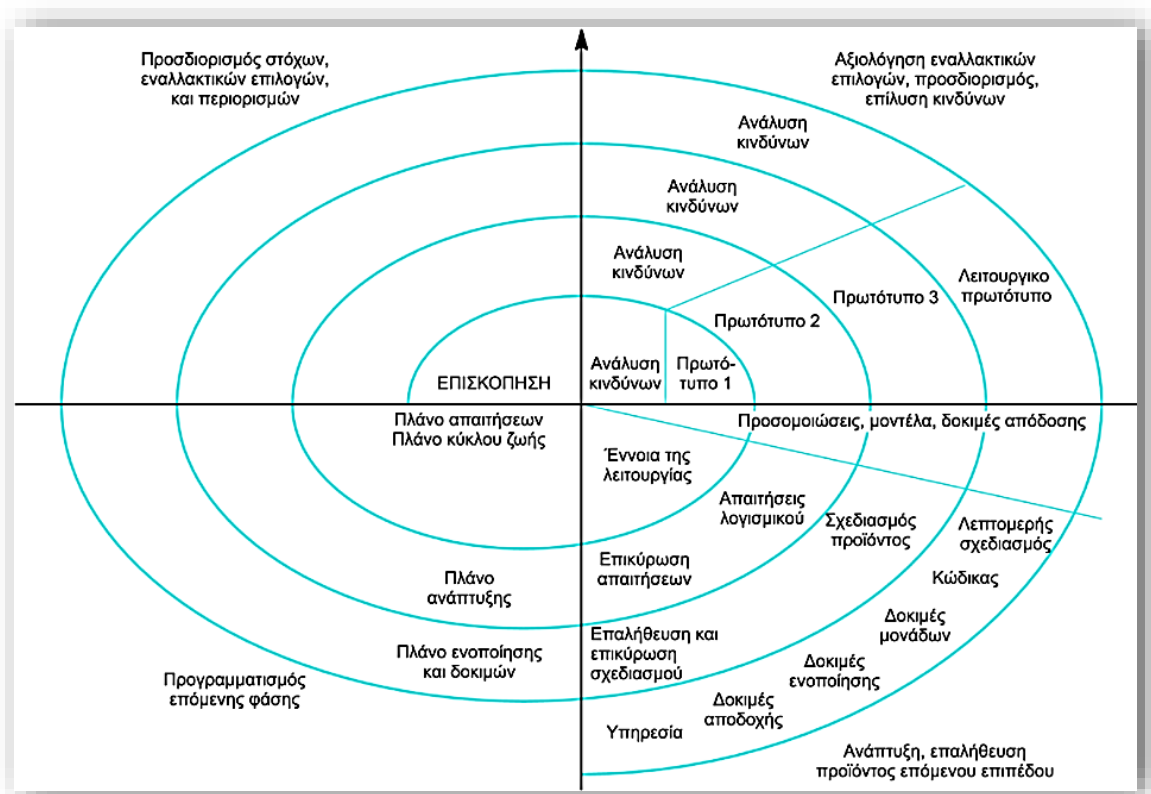 Προσδιορισμός στόχων,
εναλλακτικών επιλογών,
και περιορισμών
Αξιολόγηση εναλλακτικών
επιλογών, προσδιορισμός,
επίλυση κινδύνων
Ανάλυση
κινδύνων
Ανάλυση
κινδύνων
Ανάλυση
κινδύνων
Λειτουργικο
πρωτότυπο
Πρωτότυπο 3
Πρωτότυπο 2
ΕΠΙΣΚΟΠΗΣΗ
Ανάλυση
κινδύνων
Πρωτό-
τυπο 1
Πλάνο απαιτήσεων
Πλάνο κύκλου ζωής
Προσομοιώσεις, μοντέλα, δοκιμές απόδοσης
Έννοια της
λειτουργίας
Απαιτήσεις
λογισμικού
Σχεδιασμός
προϊόντος
Λεπτομερής
σχεδιασμός
Επικύρωση
απαιτήσεων
Πλάνο
ανάπτυξης
Κώδικας
Δοκιμές
μονάδων
Επαλήθευση και
επικύρωση
σχεδιασμού
Πλάνο ενοποίησης
και δοκιμών
Δοκιμές
ενοποίησης
Προγραμματισμός
επόμενης φάσης
Δοκιμές
αποδοχής
Υπηρεσία
Ανάπτυξη, επαλήθευση
προϊόντος επόμενου επιπέδου